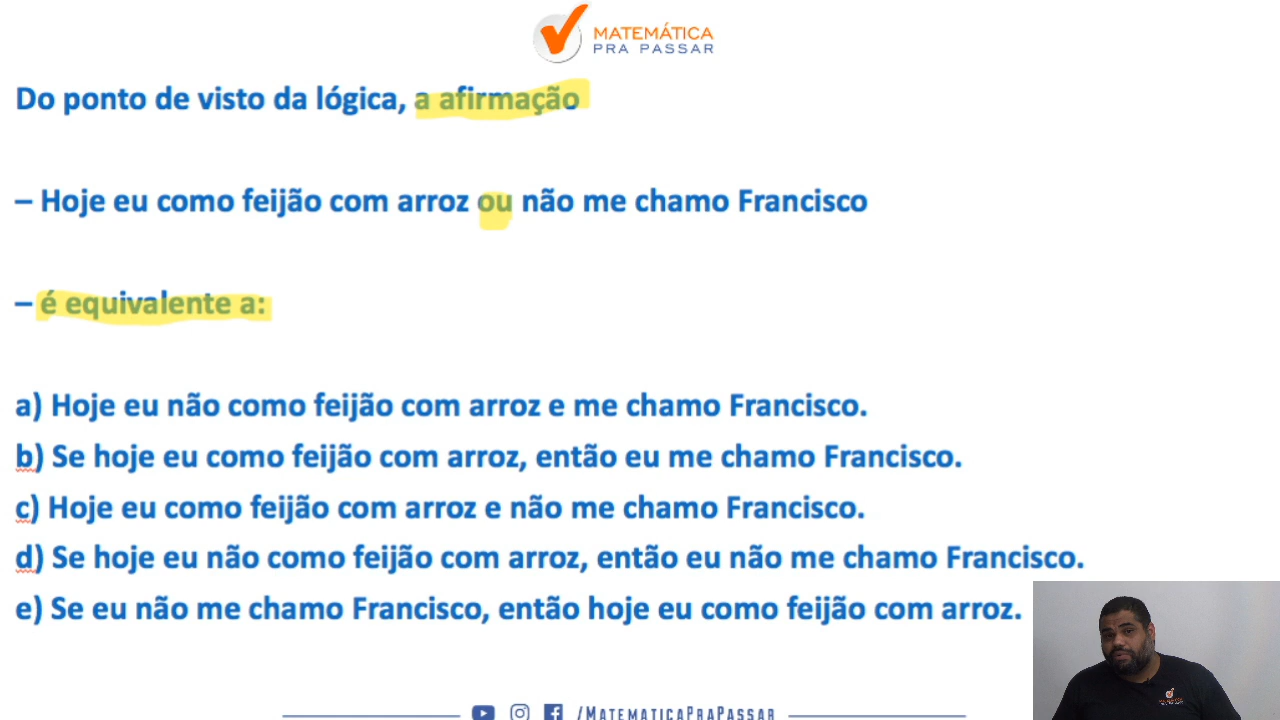 MATEMÁTICA
PRA PASSAR
Do ponto de visto da lógica, a afirmação
– Hoje eu como feijão com arroz ou não me chamo Francisco
– é equivalente a:
a) Hoje eu não como feijão com arroz e me chamo Francisco.
b) Se hoje eu como feijão com arroz, então eu me chamo Francisco.
c) Hoje eu como feijão com arroz e não me chamo Francisco.
d) Se hoje eu não como feijão com arroz, então eu não me chamo Francisco.
e) Se eu não me chamo Francisco, então hoje eu como feijão com arroz.
/MATEMATICAPRAPASSAR